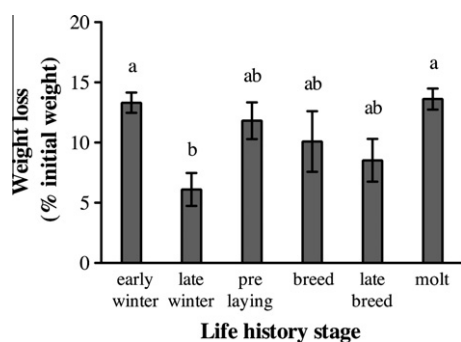 20
15
10
5
0
Weight loss
(% initial weight)
a
b
ab
ab
ab
a
early
winter
late
winter
pre
laying
breed
late
breed
molt
Life history stage